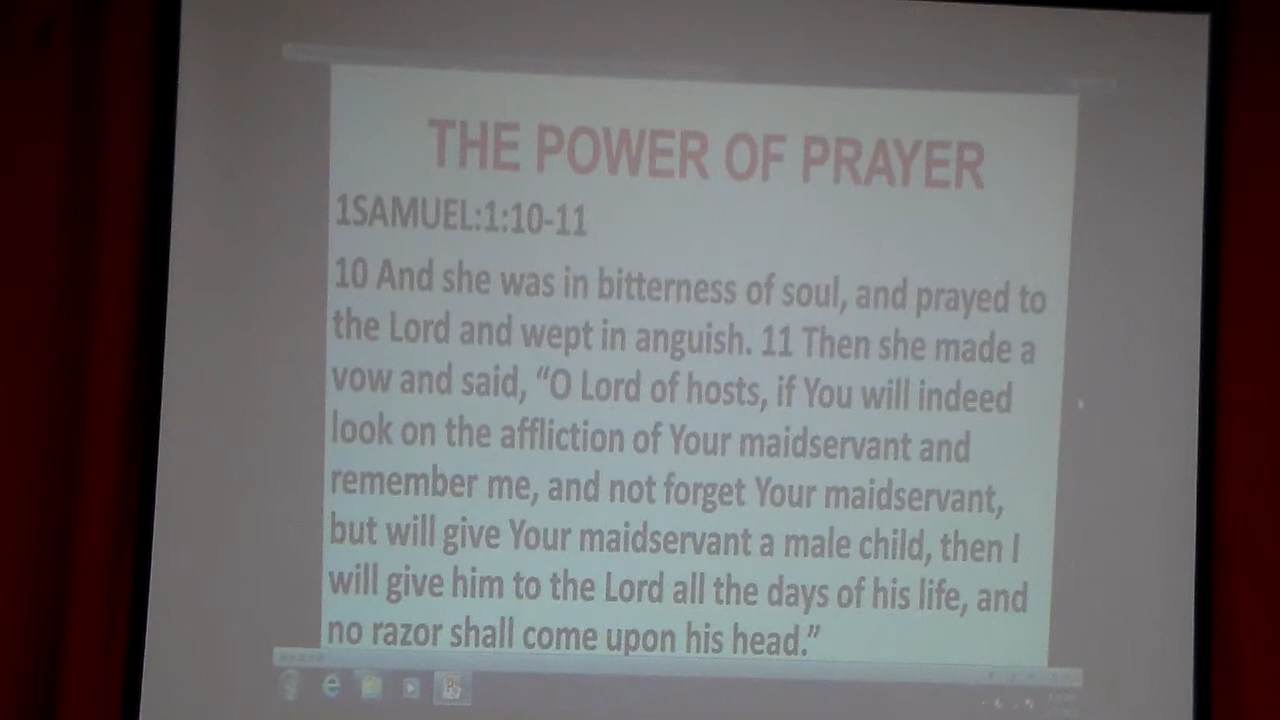 THE POWER OF PRAYER
1SAMUEL:1:10-11
10 And she was in bitterness of soul, and prayed to
the Lord and wept in anguish. 11 Then she made a
vow and said, “O Lord of hosts, if You will indeed
look on the affliction of Your maidservant and
remember me, and not forget Your maidservant,
but will give Your maidservant a male child, then I
will give him to the Lord all the days of his life, and
no razor shall come upon his head.”